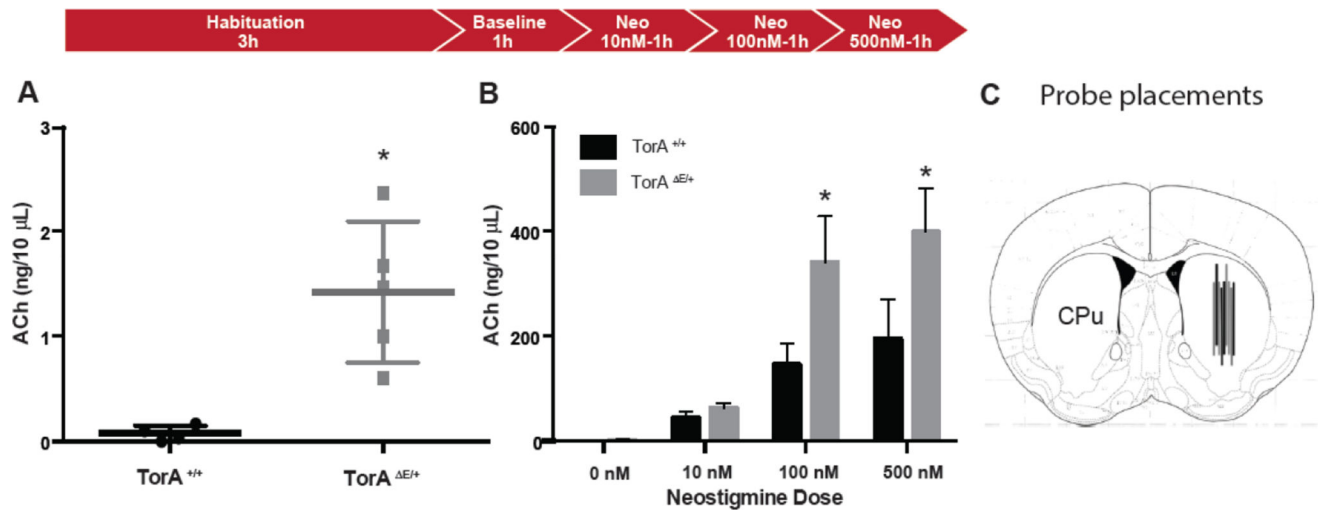 Habituation
3h
Baseline
1h
Neo
10nM-1h
Neo
100nM-1h
Neo
500nM-1h
A
ACh (ng/10 µL)
3
2
1
0
*
TorA +/+
TorA ΔE/+
B
ACh (ng/10 µL)
600
400
200
0
TorA +/+
TorA ΔE/+
*
*
0 nM
10 nM
100 nM
500 nM
Neostigmine Dose
C Probe placements
CPu